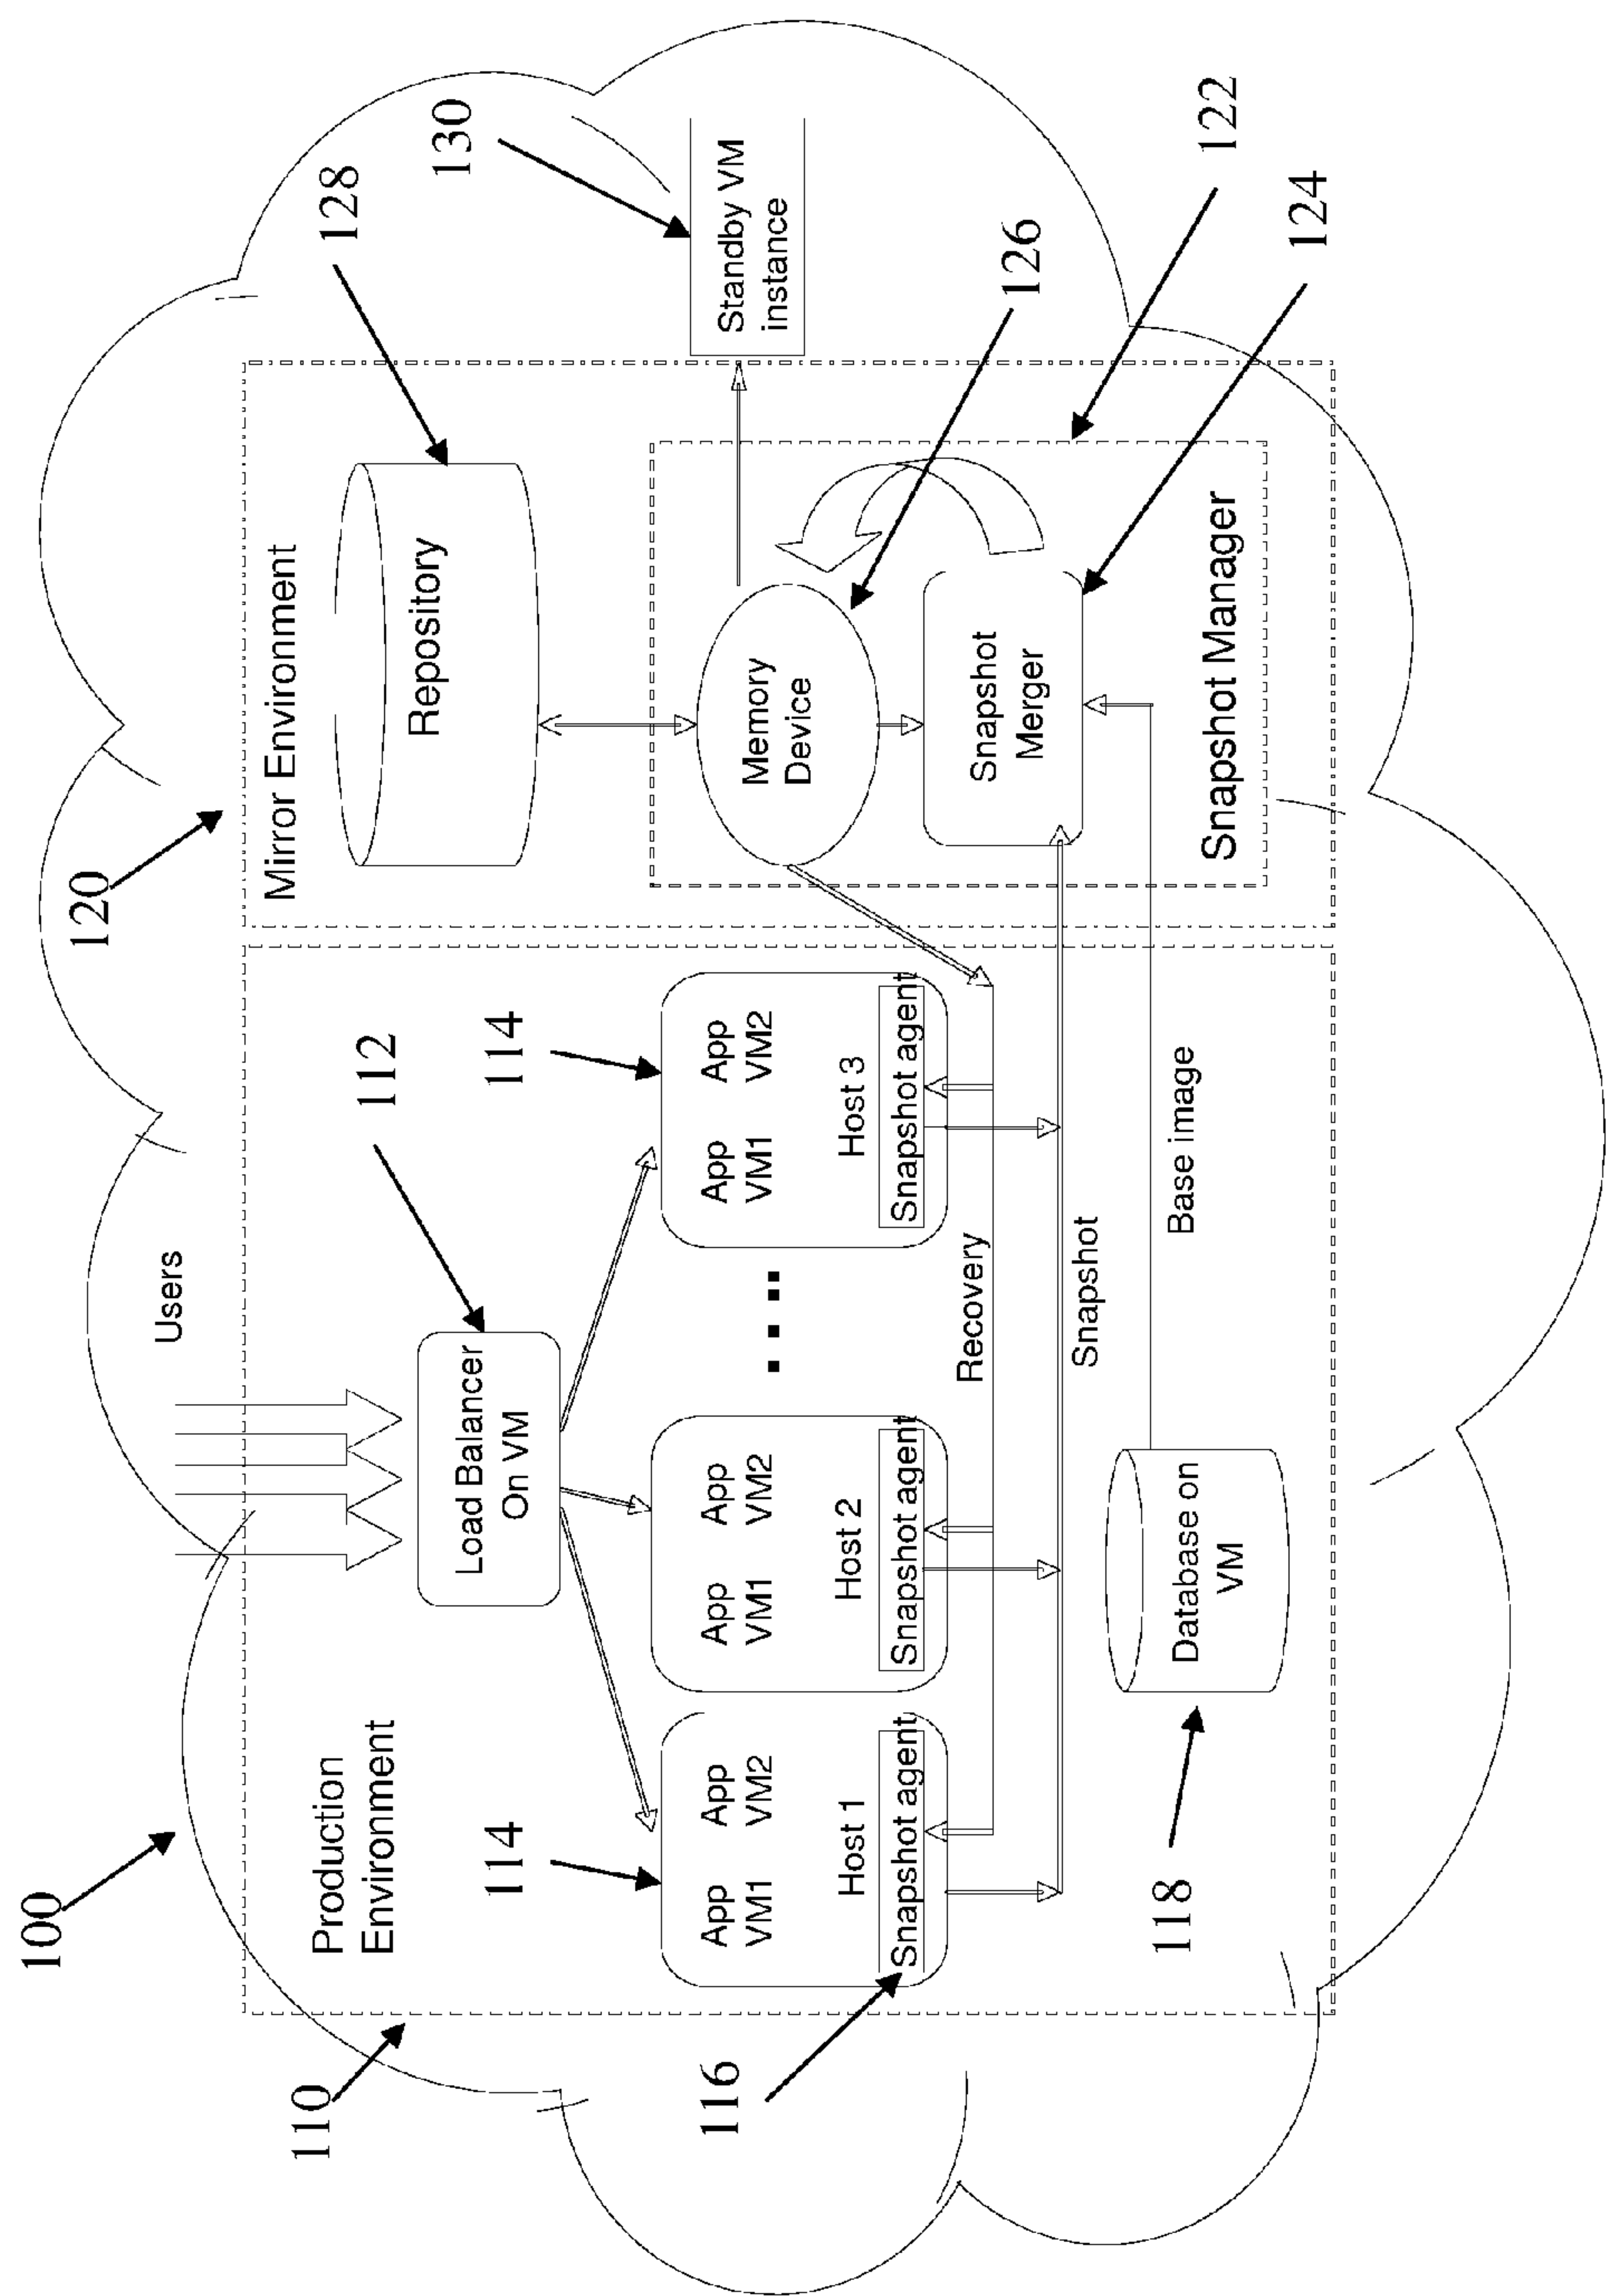 100
110
Production
Environment
Users
120
Mirror Environment
112
Load Balancer
On VM
128
Repository
130
Standby VM
instance
114
App
VM1
App
VM2
Host 1
Snapshot agent
116
App
VM1
App
VM2
Host 2
Snapshot agent
114
App
VM1
App
VM2
Host 3
Snapshot agent
Recovery
Snapshot
Base image
118
Database on
VM
Memory
Device
126
Snapshot
Merger
124
Snapshot Manager
122